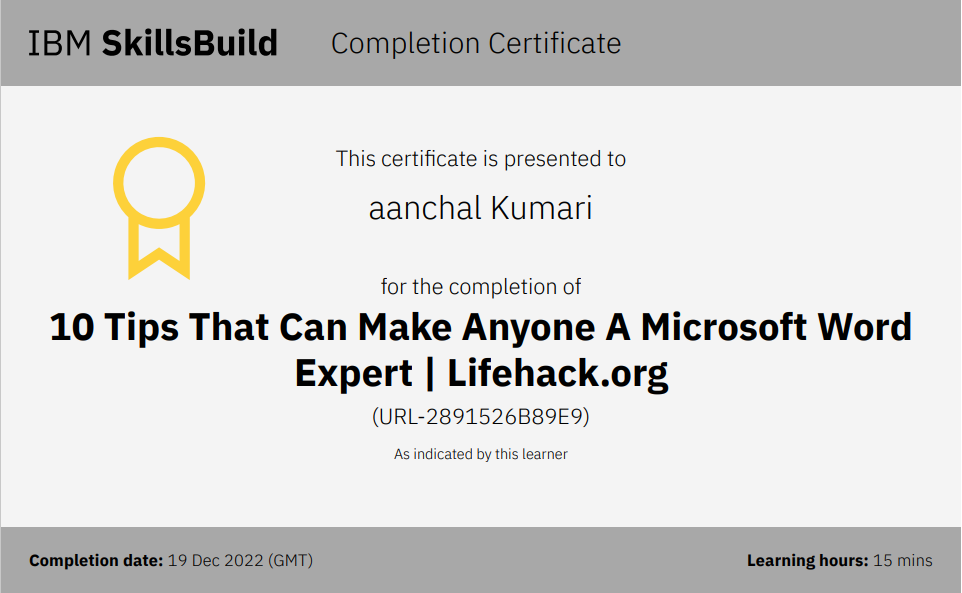 IBM SkillsBuild Completion Certificate
This certificate is presented to
aanchal Kumari
for the completion of
10 Tips That Can Make Anyone A Microsoft Word
Expert | Lifehack.org
(URL-2891526B89E9)
As indicated by this learner
Completion date: 19 Dec 2022 (GMT) Learning hours: 15 mins